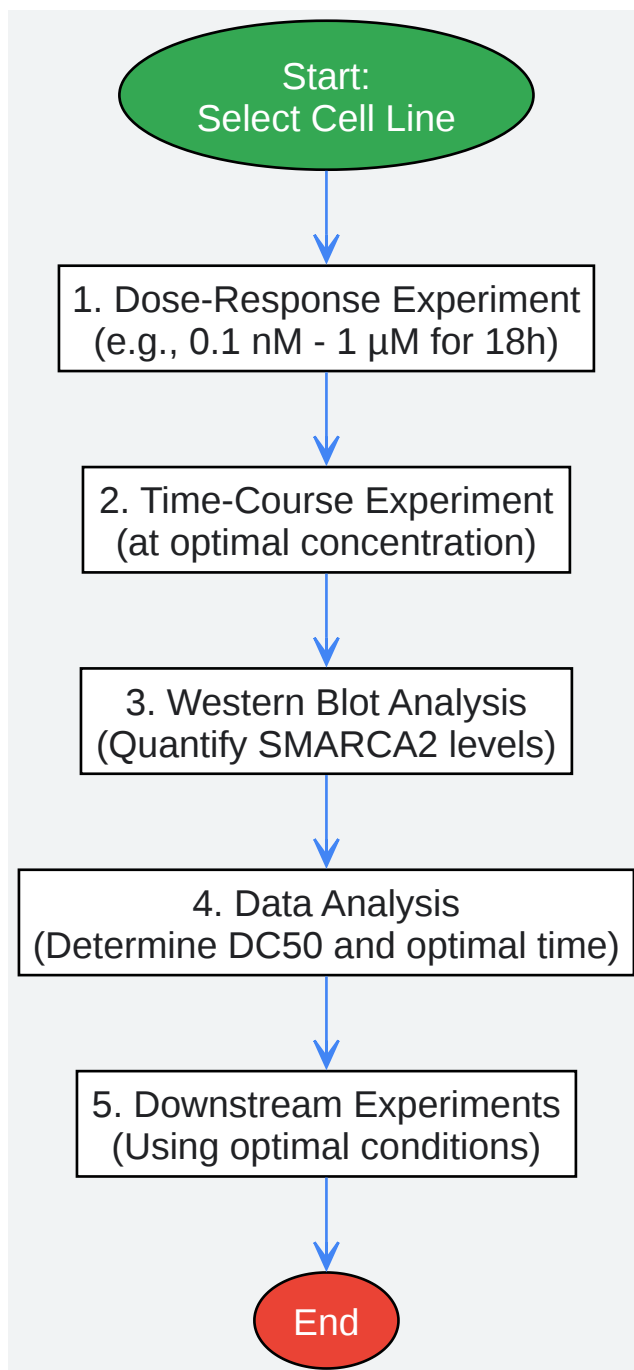 Start:
Select Cell Line
1. Dose-Response Experiment
(e.g., 0.1 nM - 1 µM for 18h)
2. Time-Course Experiment
(at optimal concentration)
3. Western Blot Analysis
(Quantify SMARCA2 levels)
4. Data Analysis
(Determine DC50 and optimal time)
5. Downstream Experiments
(Using optimal conditions)
End